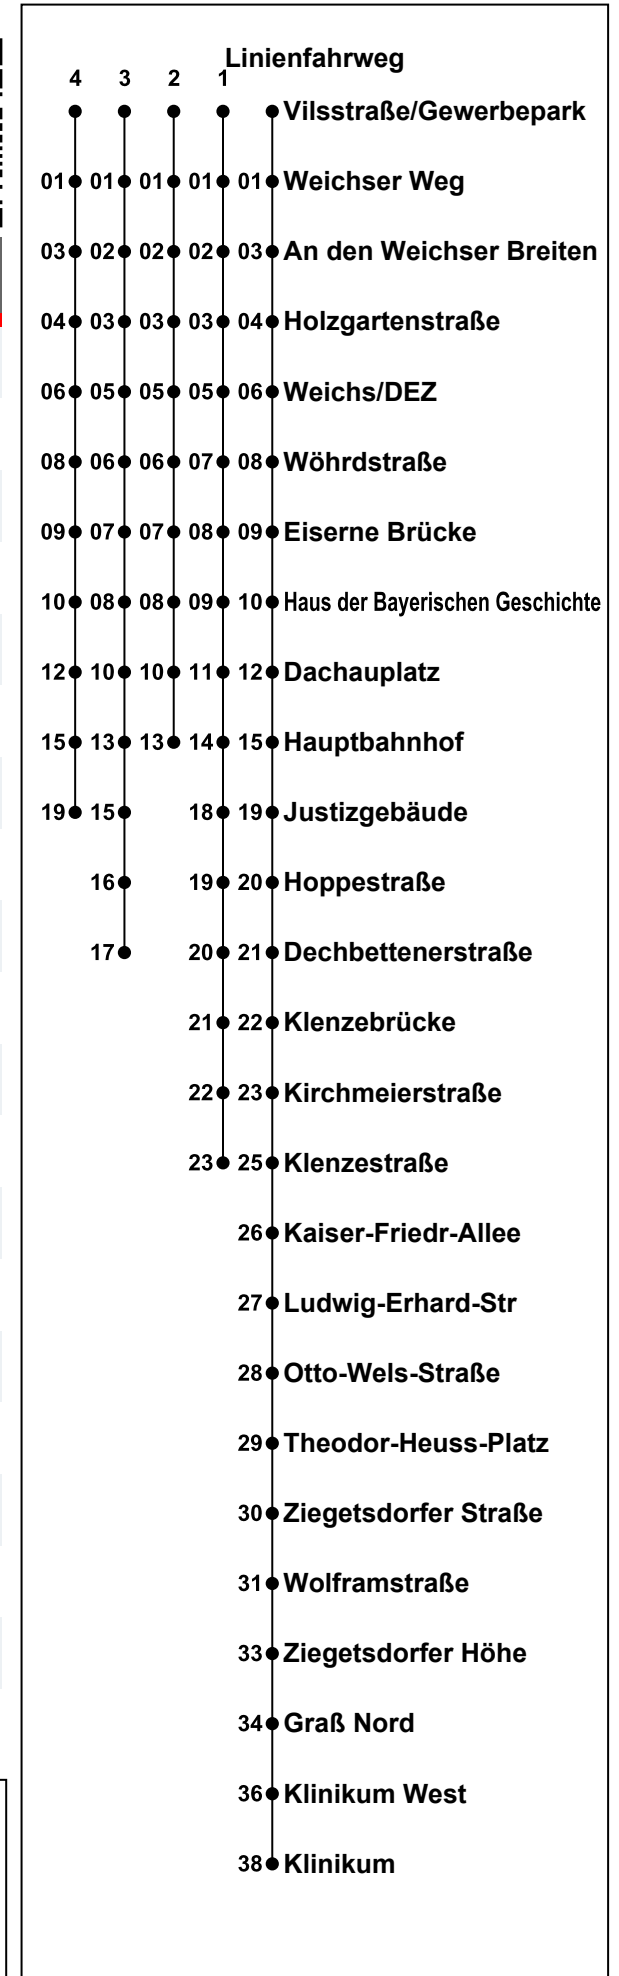 Linienfahrweg
4 3 2 1
Vilsstraße/Gewerbepark
01 01 01 01 01 Weichser Weg
03 02 02 02 03 An den Weichser Breiten
04 03 03 03 04 Holzgartenstraße
06 05 05 05 06 Weichs/DEZ
08 06 06 07 08 Wöhrdstraße
09 07 07 08 09 Eiserne Brücke
10 08 08 09 10 Haus der Bayerischen Geschichte
12 10 10 11 12 Dachauplatz
15 13 13 14 15 Hauptbahnhof
19 15 18 19 Justizgebäude
16 19 20 Hoppestraße
17 20 21 Dechbettenerstraße
21 22 Klenzebrücke
22 23 Kirchmeierstraße
23 25 Klenzestraße
26 Kaiser-Friedr-Allee
27 Ludwig-Erhard-Str
28 Otto-Wels-Straße
29 Theodor-Heuss-Platz
30 Ziegetsdorfer Straße
31 Wolframstraße
33 Ziegetsdorfer Höhe
34 Graß Nord
36 Klinikum West
38 Klinikum